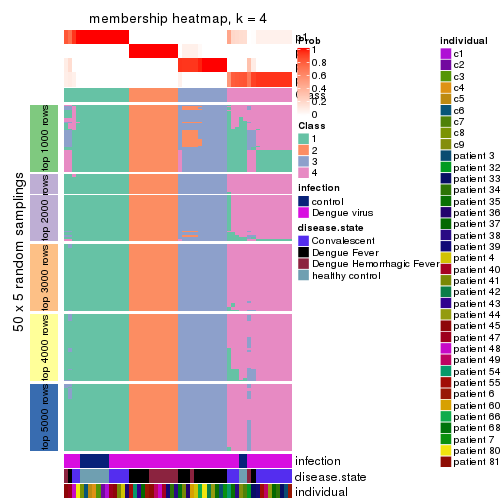 membership heatmap, k = 4
p1
Prob
1
0.8
0.6
0.4
0.2
0
Class
1
2
3
4
infection
control
Dengue virus
disease.state
Convalescent
Dengue Fever
Dengue Hemorrhagic Fever
healthy control
individual
c1
c2
c3
c4
c5
c6
c7
c8
c9
patient 3
patient 32
patient 33
patient 34
patient 35
patient 36
patient 37
patient 38
patient 39
patient 4
patient 40
patient 41
patient 42
patient 43
patient 44
patient 45
patient 47
patient 48
patient 49
patient 54
patient 55
patient 6
patient 60
patient 66
patient 68
patient 7
patient 80
patient 81
50 x 5 random samplings
top 1000 rows
top 2000 rows
top 3000 rows
top 4000 rows
top 5000 rows
infection
disease.state
individual